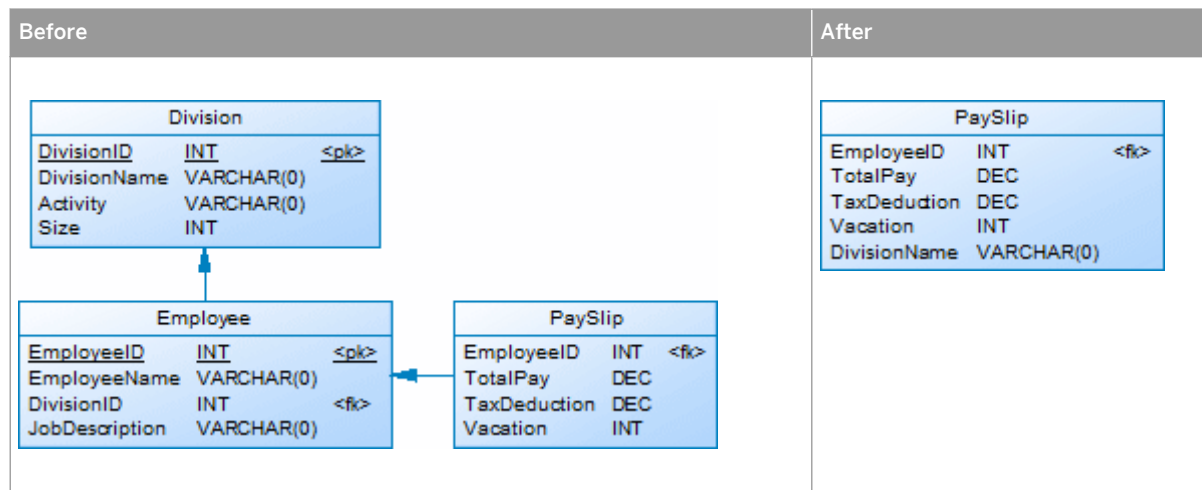 Before After
Division
DivisionID INT <pk>
DivisionName VARCHAR(0)
Activity VARCHAR(0)
Size INT
Employee
EmployeeID INT <pk>
EmployeeName VARCHAR(0)
DivisionID INT <fk>
JobDescription VARCHAR(0)
PaySlip
EmployeeID INT <fk>
TotalPay DEC
TaxDeduction DEC
Vacation INT
PaySlip
EmployeeID INT <fk>
TotalPay DEC
TaxDeduction DEC
Vacation INT
DivisionName VARCHAR(0)